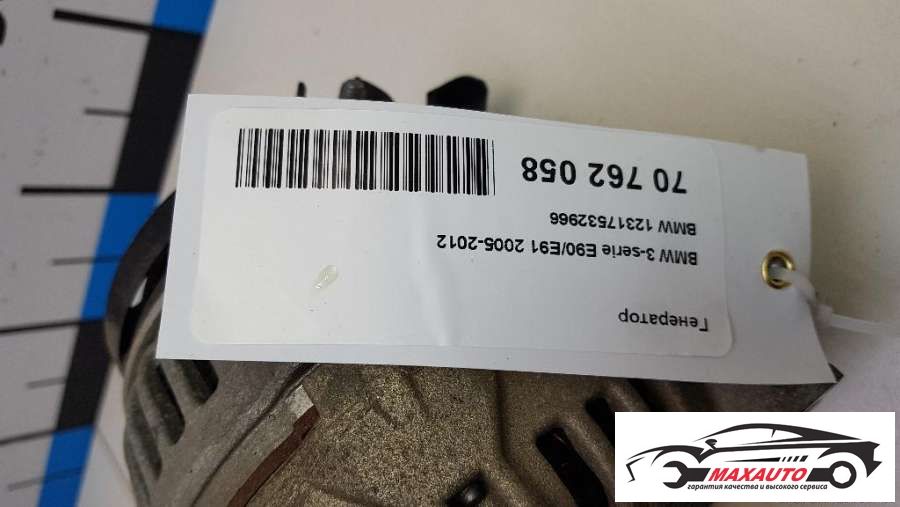 Генератор
BMW 3-serie E90/E91 2005-2012
BMW 12317532966
70 762 058
MAXAUTO
гарантия качества и высокого сервиса